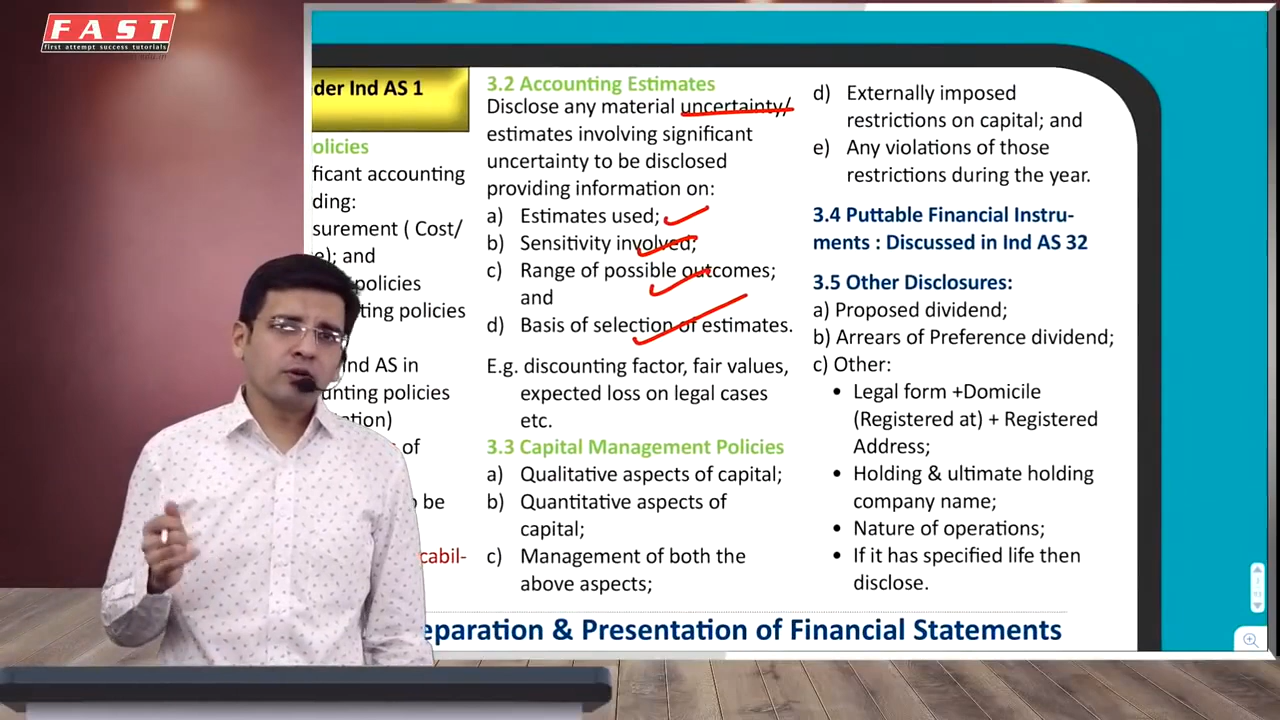 FAST
first attempt success tutorials
edu.in
der Ind AS 1
olicies
ficant accounting
ding:
surement ( Cost/
e); and
policies
ting policies
nd AS in
unting policies
tion)
s of
o be
cabil-
3.2 Accounting Estimates
Disclose any material uncertainty/
estimates involving significant
uncertainty to be disclosed
providing information on:
a) Estimates used;
b) Sensitivity involved;
c) Range of possible outcomes;
and
d) Basis of selection of estimates.
E.g. discounting factor, fair values,
expected loss on legal cases
etc.
3.3 Capital Management Policies
a) Qualitative aspects of capital;
b) Quantitative aspects of
capital;
c) Management of both the
above aspects;
d) Externally imposed
restrictions on capital; and
e) Any violations of those
restrictions during the year.
3.4 Puttable Financial Instru-
ments : Discussed in Ind AS 32
3.5 Other Disclosures:
a) Proposed dividend;
b) Arrears of Preference dividend;
c) Other:
• Legal form +Domicile
(Registered at) + Registered
Address;
• Holding & ultimate holding
company name;
• Nature of operations;
• If it has specified life then
disclose.
eparation & Presentation of Financial Statements